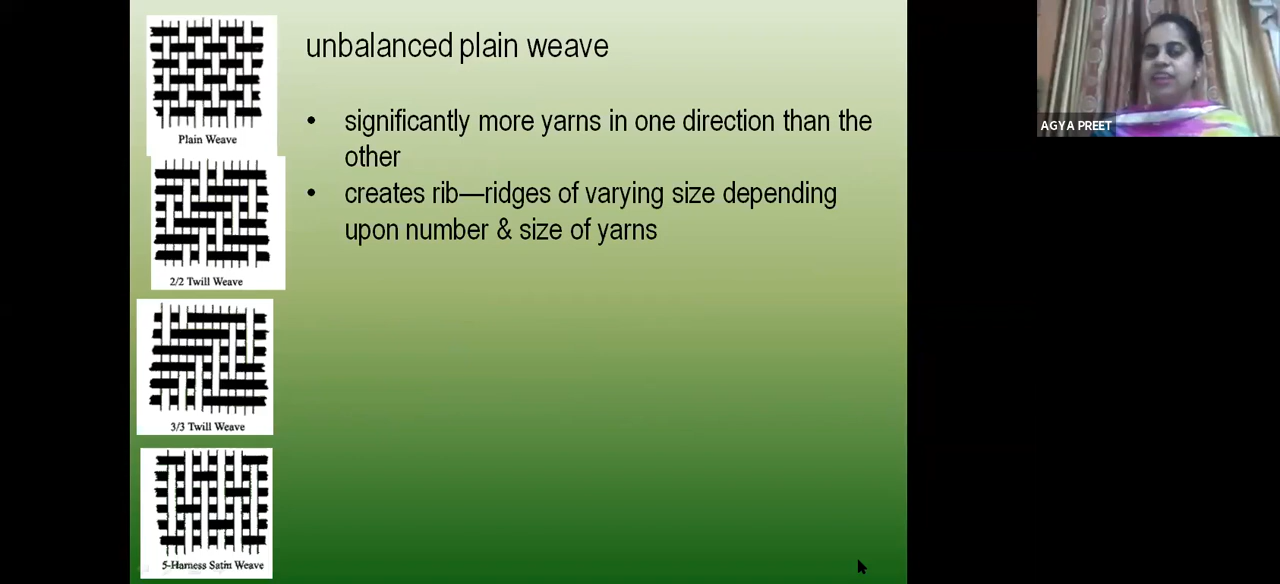 unbalanced plain weave
• significantly more yarns in one direction than the
other
• creates rib—ridges of varying size depending
upon number & size of yarns
Plain Weave
2/2 Twill Weave
3/3 Twill Weave
5-Harness Satin Weave
AGYA PREET